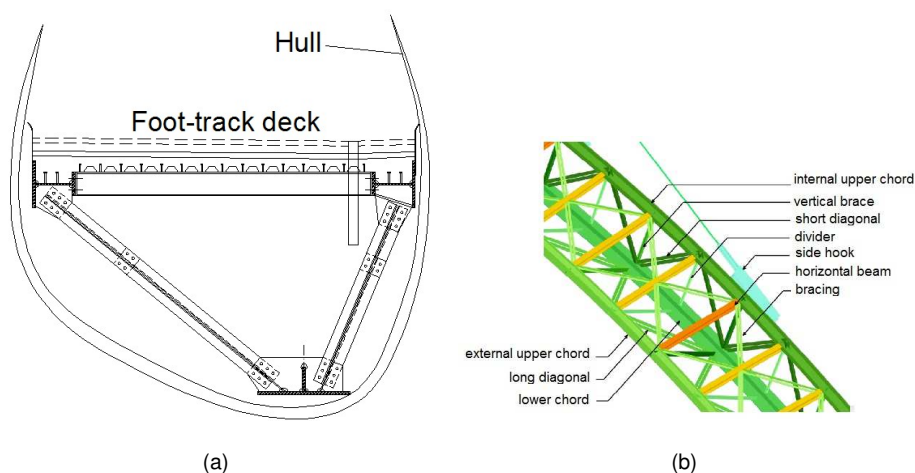 Hull
Foot-track deck
internal upper chord
vertical brace
short diagonal
divider
side hook
horizontal beam
bracing
external upper chord
long diagonal
lower chord
(a)
(b)